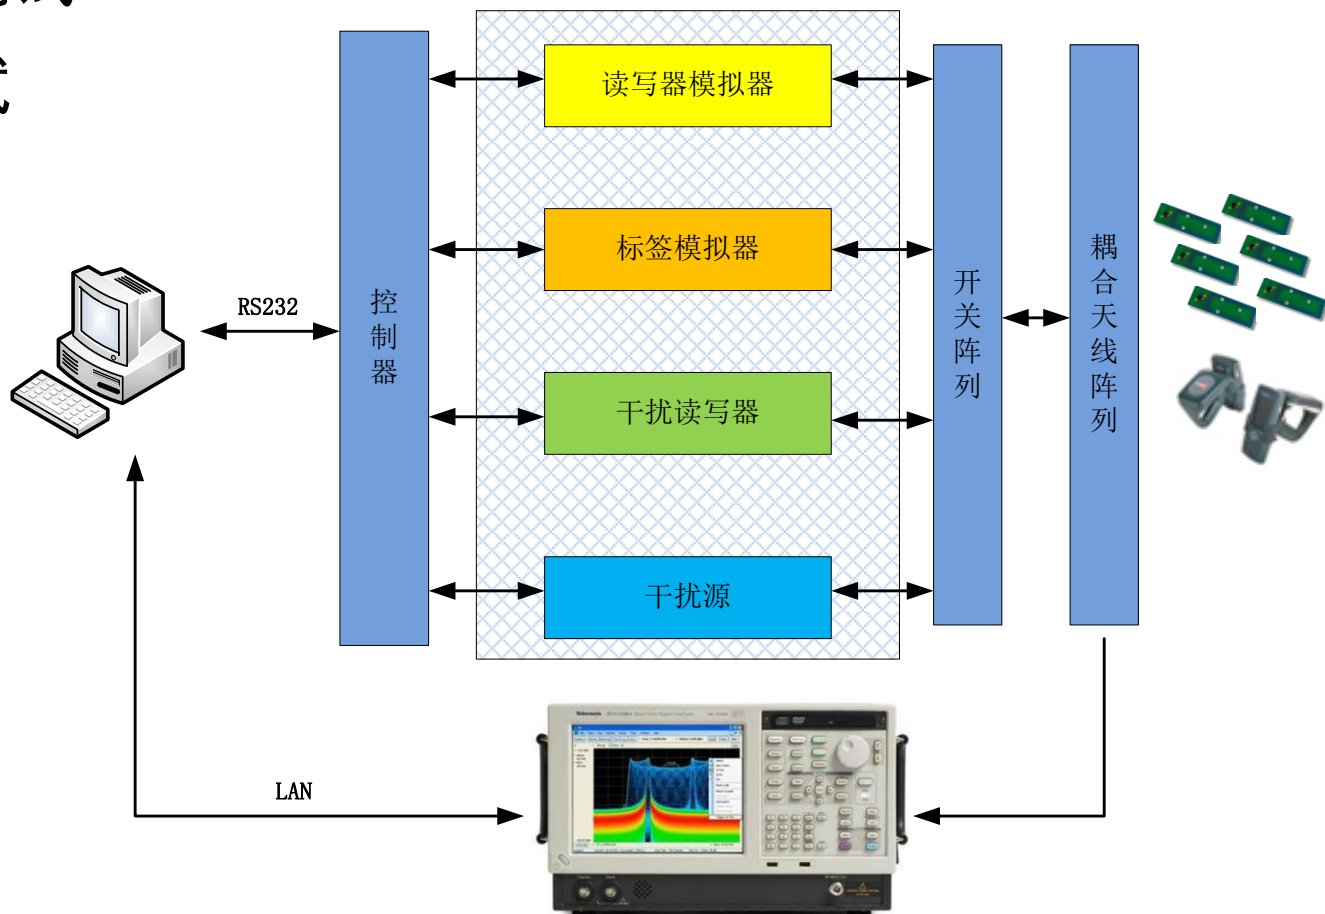 读写器模拟器
标签模拟器
干扰读写器
干扰源
控制器
开关阵列
耦合天线阵列
RS232
LAN
Tektronix